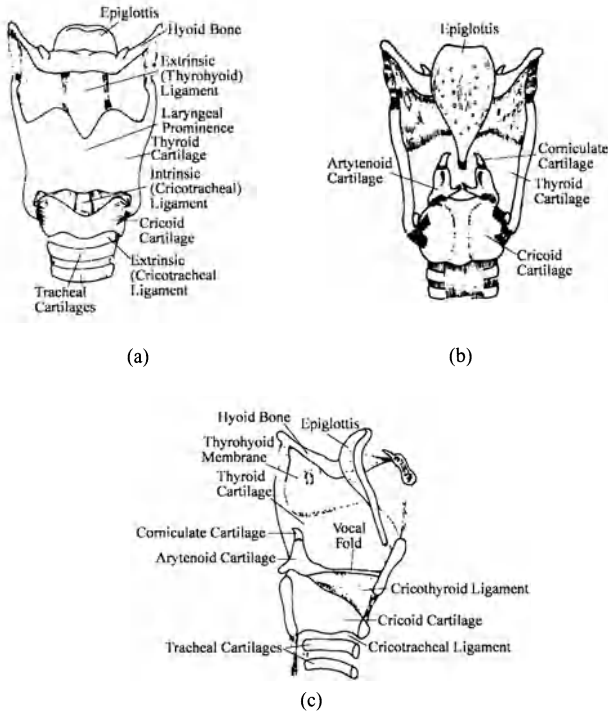 Epiglottis
Hyoid Bone
Extrinsic
(Thyrohyoid)
Ligament
Laryngeal
Prominence
Thyroid
Cartilage
Intrinsic
(Cricotracheal)
Ligament
Cricoid
Cartilage
Extrinsic
(Cricotracheal
Ligament
Tracheal
Cartilages
(a)
Epiglottis
Corniculate
Cartilage
Artytenoid
Cartilage
Thyroid
Cartilage
Cricoid
Cartilage
(b)
Hyoid Bone
Epiglottis
Thyrohyoid
Membrane
Thyroid
Cartilage
Corniculate Cartilage
Vocal
Fold
Arytenoid Cartilage
Cricothyroid Ligament
Cricoid Cartilage
Tracheal Cartilages
Cricotracheal Ligament
(c)